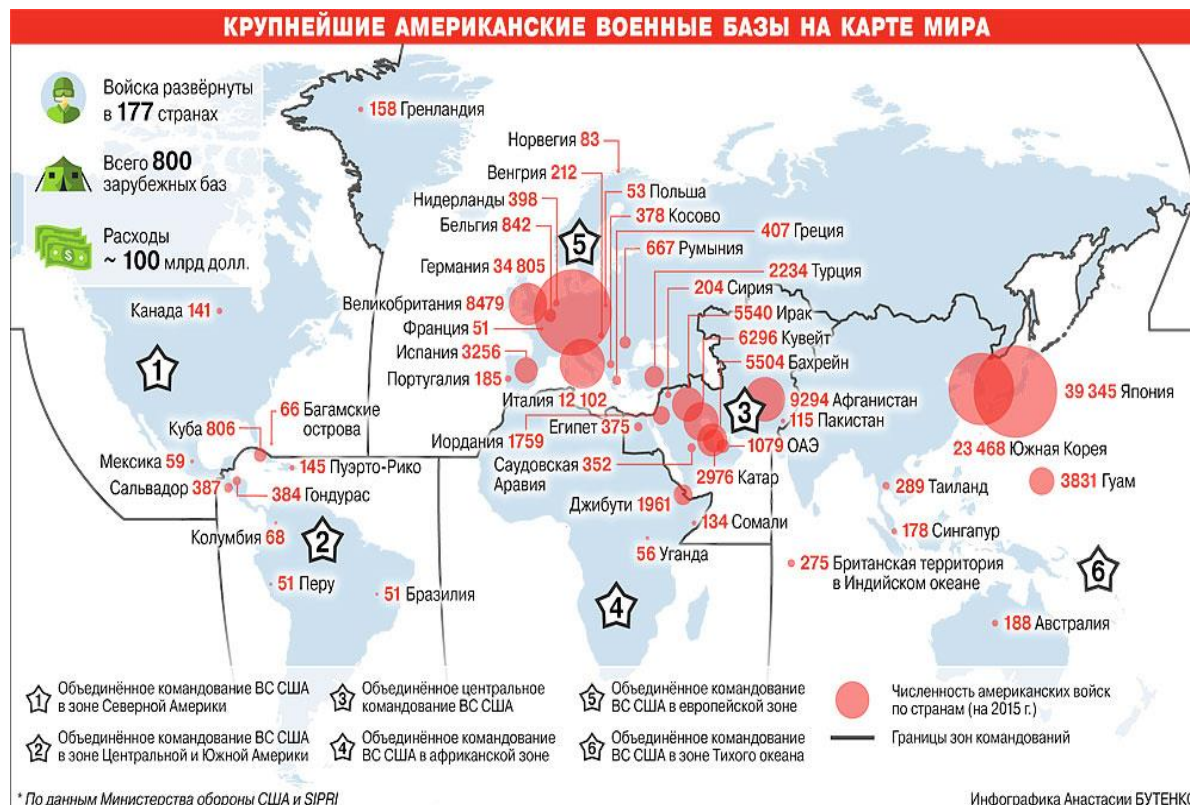 КРУПНЕЙШИЕ АМЕРИКАНСКИЕ ВОЕННЫЕ БАЗЫ НА КАРТЕ МИРА
Войска развёрнуты
в 177 странах
Всего 800
зарубежных баз
Расходы
~ 100 млрд долл.
158 Гренландия
Норвегия 83
Венгрия 212
53 Польша
Нидерланды 398
378 Косово
Бельгия 842
407 Греция
5
667 Румыния
Германия 34 805
2234 Турция
204 Сирия
Великобритания 8479
5540 Ирак
Канада 141
Франция 51
6296 Кувейт
Испания 3256
5504 Бахрейн
1
Португалия 185
39 345 Япония
Италия 12 102
9294 Афганистан
3
66 Багамские
острова
Египет 375
115 Пакистан
Куба 806
Иордания 1759
1079 ОАЭ
23 468 Южная Корея
Мексика 59
145 Пуэрто-Рико
Саудовская 352
Аравия
2976 Катар
3831 Гуам
Сальвадор 387
384 Гондурас
289 Таиланд
Джибути 1961
134 Сомали
178 Сингапур
Колумбия 68
2
56 Уганда
275 Британская территория
в Индийском океане
6
51 Перу
51 Бразилия
4
188 Австралия
1 Объединённое командование ВС США
в зоне Северной Америки
2 Объединённое командование ВС США
в зоне Центральной и Южной Америки
3 Объединённое центральное
командование ВС США
4 Объединённое командование
ВС США в африканской зоне
5 Объединённое командование
ВС США в европейской зоне
6 Объединённое командование
ВС США в зоне Тихого океана
Численность американских войск
по странам (на 2015 г.)
Границы зон командований
* По данным Министерства обороны США и SIPRI
Инфографика Анастасии БУТЕНКО